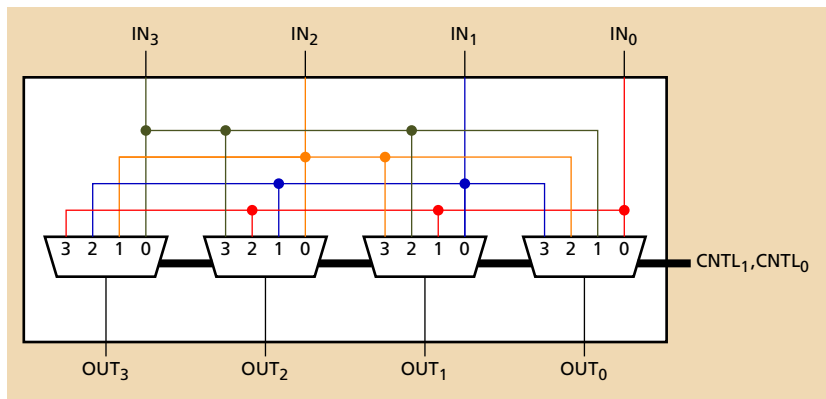 IN3 IN2 IN1 IN0
3 2 1 0 3 2 1 0 3 2 1 0 3 2 1 0
CNTL1,CNTL0
OUT3 OUT2 OUT1 OUT0